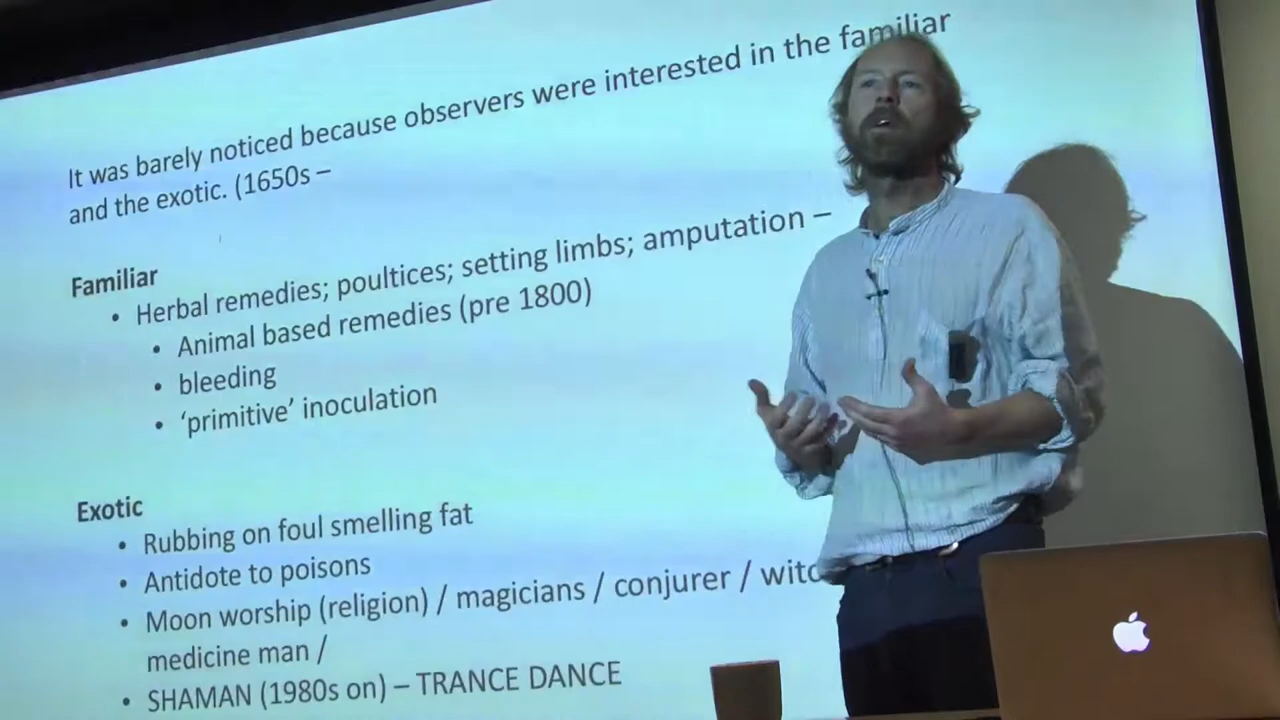 It was barely noticed because observers were interested in the familiar
and the exotic. (1650s –
Familiar
• Herbal remedies; poultices; setting limbs; amputation –
• Animal based remedies (pre 1800)
• bleeding
• ‘primitive’ inoculation
Exotic
• Rubbing on foul smelling fat
• Antidote to poisons
• Moon worship (religion) / magicians / conjurer /
medicine man /
• SHAMAN (1980s on) – TRANCE DANCE